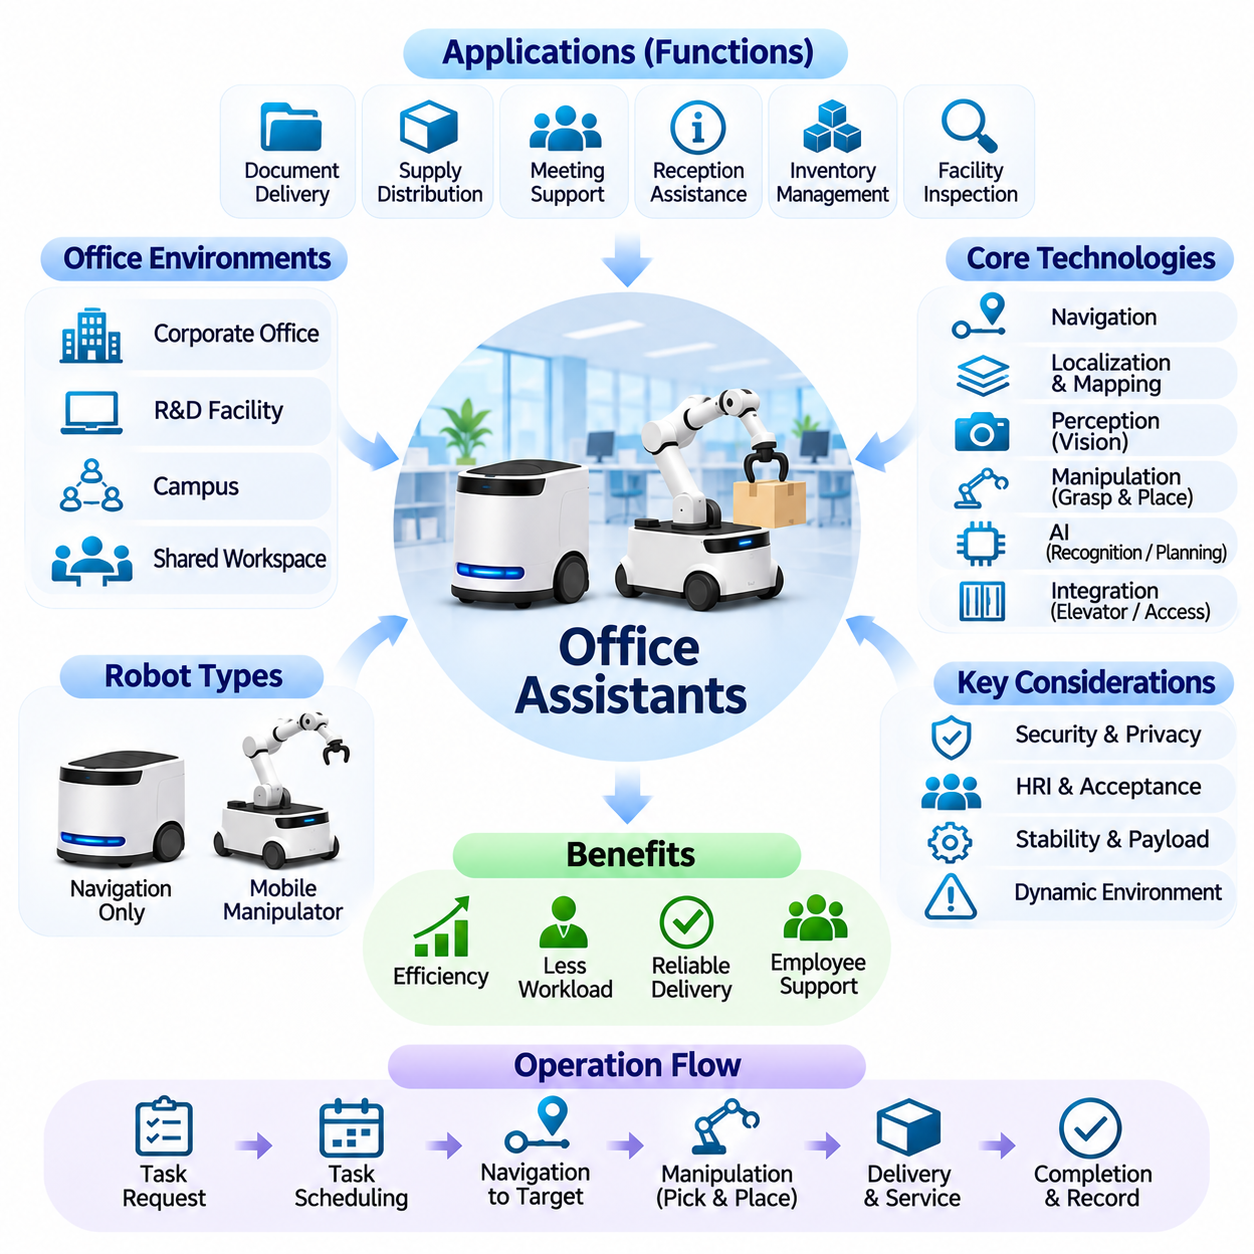 Applications (Functions)
Document
Delivery
Supply
Distribution
Meeting
Support
Reception
Assistance
Inventory
Management
Facility
Inspection
Office Environments
Corporate Office
R&D Facility
Campus
Shared Workspace
Core Technologies
Navigation
Localization
& Mapping
Perception
(Vision)
Manipulation
(Grasp & Place)
AI
(Recognition / Planning)
Integration
(Elevator / Access)
Office
Assistants
Robot Types
Navigation
Only
Mobile
Manipulator
Key Considerations
Security & Privacy
HRI & Acceptance
Stability & Payload
Dynamic Environment
Benefits
Efficiency
Less
Workload
Reliable
Delivery
Employee
Support
Operation Flow
Task
Request
Task
Scheduling
Navigation
to Target
Manipulation
(Pick & Place)
Delivery
& Service
Completion
& Record